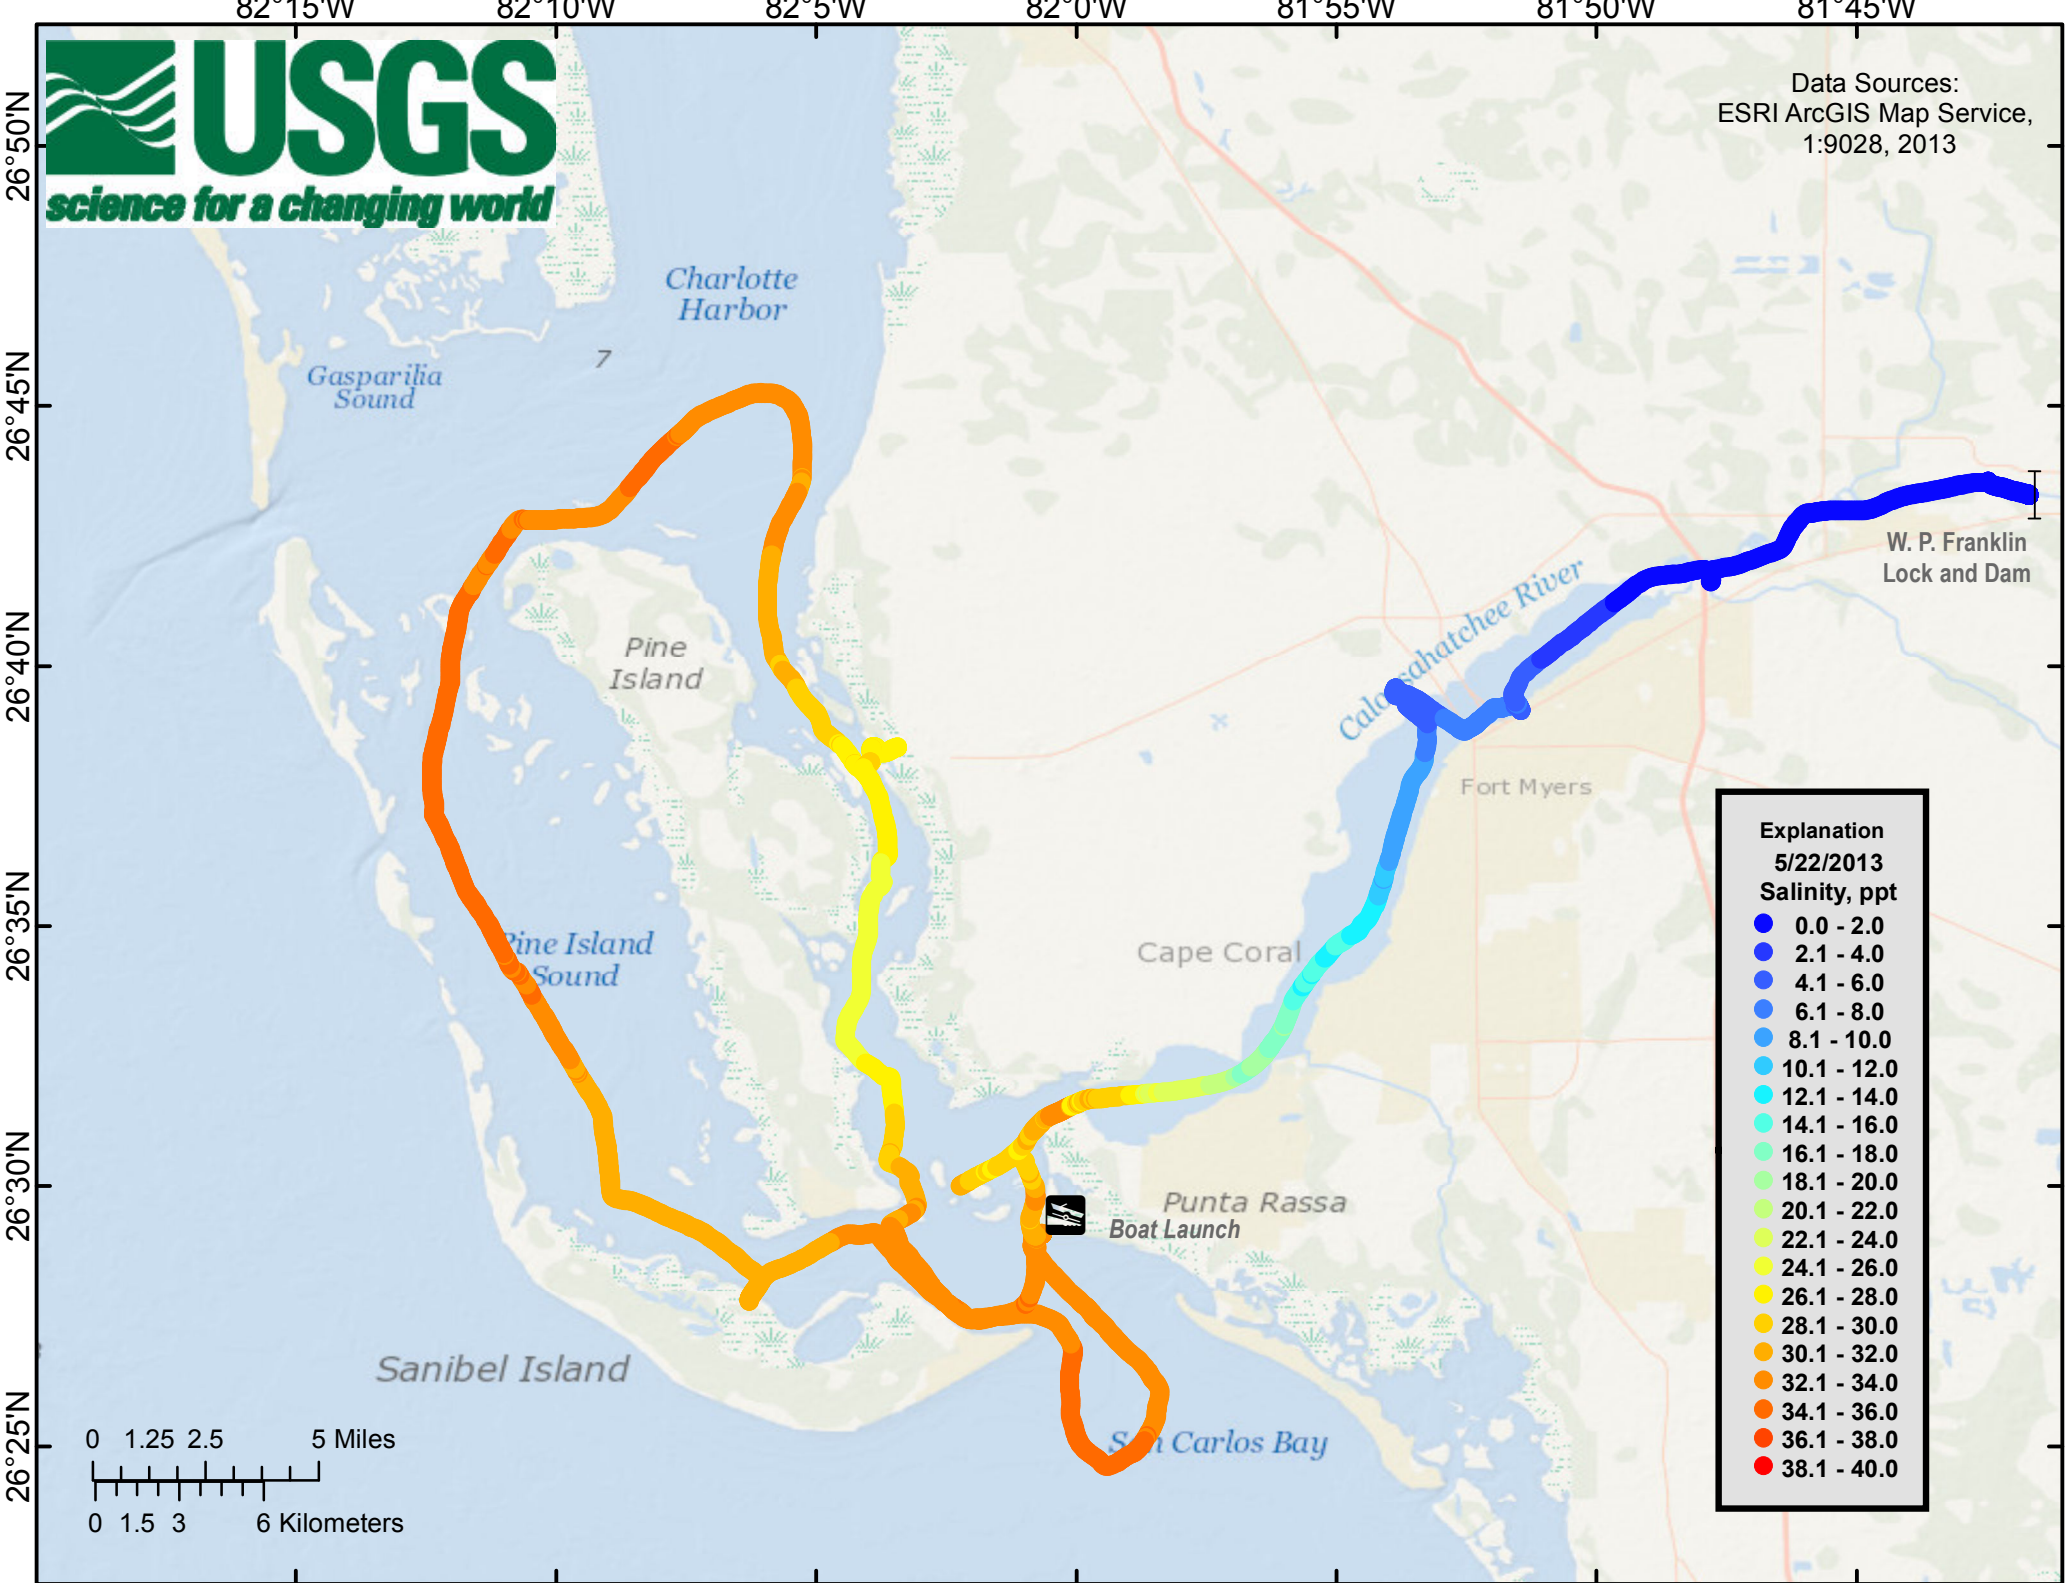 82°15'W
82°10'W
82°5'W
82°0'W
81°55'W
81°50'W
81°45'W
USGS
science for a changing world
Data Sources:
ESRI ArcGIS Map Service,
1:9028, 2013
26°50'N
26°45'N
26°40'N
26°35'N
26°30'N
26°25'N
Charlotte
Harbor
7
Gasparilia
Sound
W. P. Franklin
Lock and Dam
Caloosahatchee River
Pine
Island
Fort Myers
Cape Coral
Pine Island
Sound
Punta Rassa
Boat Launch
Sanibel Island
San Carlos Bay
Explanation
5/22/2013
Salinity, ppt
0.0 - 2.0
2.1 - 4.0
4.1 - 6.0
6.1 - 8.0
8.1 - 10.0
10.1 - 12.0
12.1 - 14.0
14.1 - 16.0
16.1 - 18.0
18.1 - 20.0
20.1 - 22.0
22.1 - 24.0
24.1 - 26.0
26.1 - 28.0
28.1 - 30.0
30.1 - 32.0
32.1 - 34.0
34.1 - 36.0
36.1 - 38.0
38.1 - 40.0
0 1.25 2.5 5 Miles
0 1.5 3 6 Kilometers